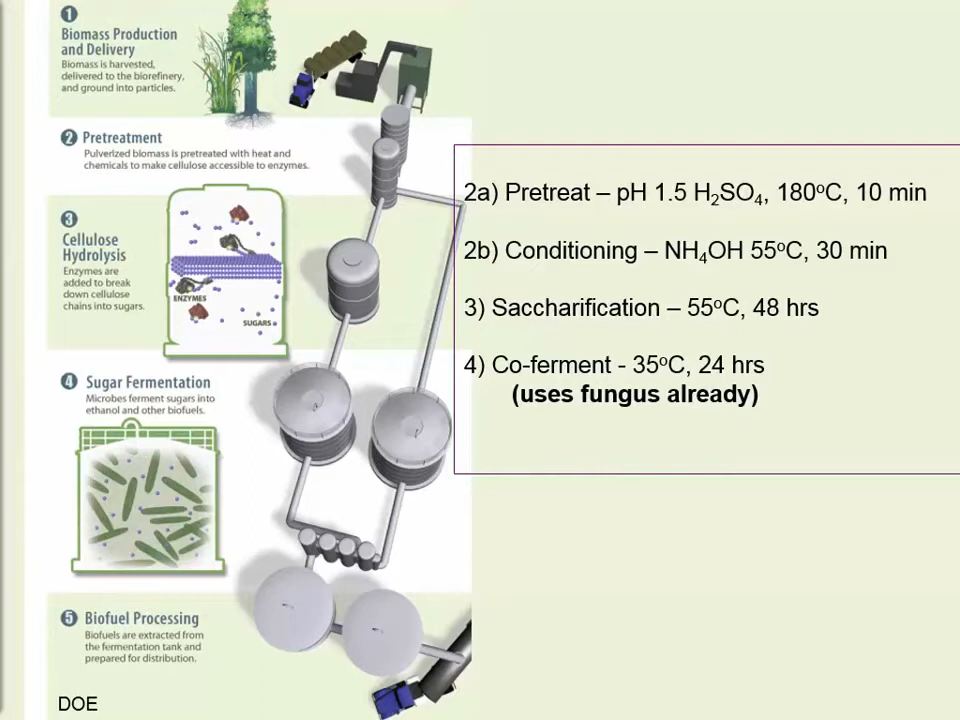 1
Biomass Production
and Delivery
Biomass is harvested,
delivered to the biorefinery,
and ground into particles.
2 Pretreatment
Pulverized biomass is pretreated with heat and
chemicals to make cellulose accessible to enzymes.
3
Cellulose
Hydrolysis
Enzymes are
added to break
down cellulose
chains into sugars.
ENZYMES
SUGARS
4 Sugar Fermentation
Microbes ferment sugars into
ethanol and other biofuels.
5 Biofuel Processing
Biofuels are extracted from
the fermentation tank and
prepared for distribution.
DOE
2a) Pretreat – pH 1.5 H₂SO₄, 180ºC, 10 min
2b) Conditioning – NH₄OH 55ºC, 30 min
3) Saccharification – 55ºC, 48 hrs
4) Co-ferment - 35ºC, 24 hrs
(uses fungus already)